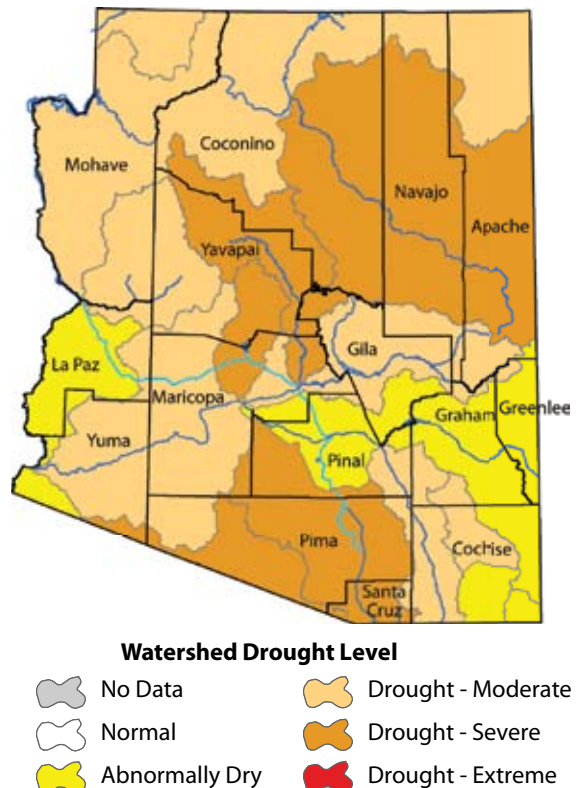 Coconino
Mohave
Navajo
Apache
Yavapai
Gila
La Paz
Maricopa
Graham
Greenlee
Yuma
Pinal
Pima
Cochise
Santa
Cruz
Watershed Drought Level
No Data
Drought - Moderate
Normal
Drought - Severe
Abnormally Dry
Drought - Extreme